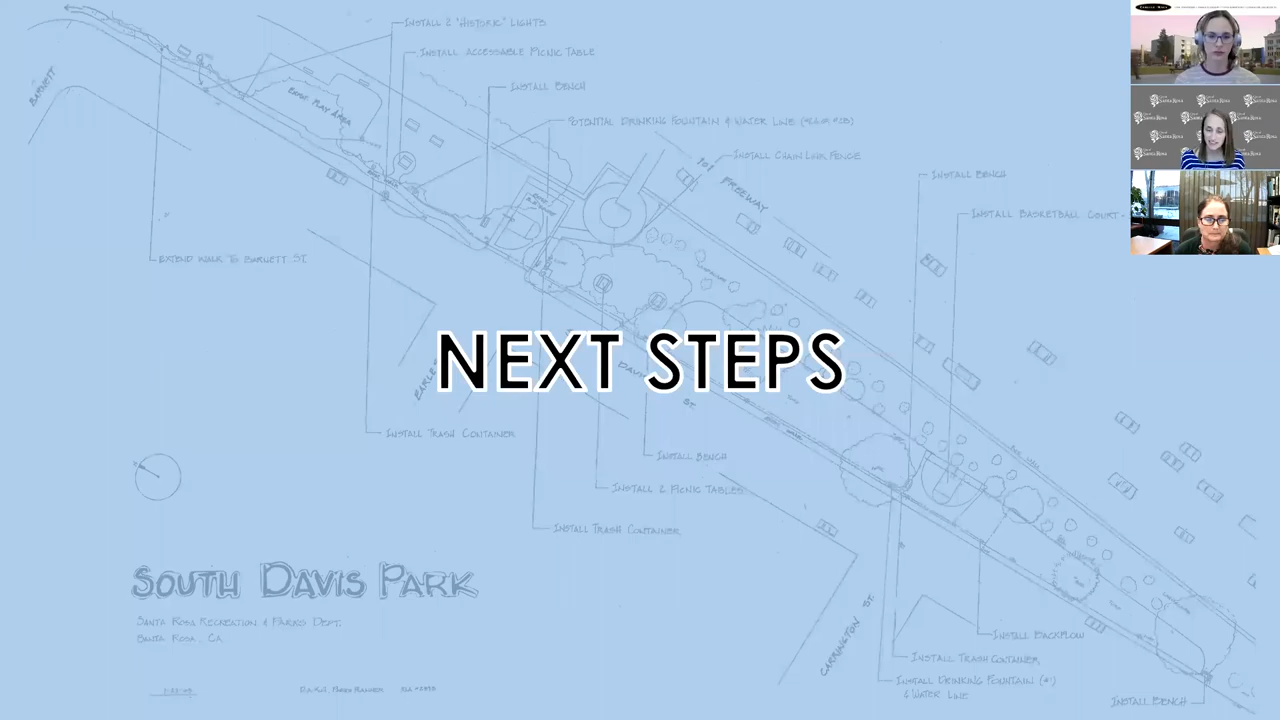 INSTALL 2 "HISTORIC" LIGHTS
INSTALL ACCESSABLE PICNIC TABLE
INSTALL BENCH
POTENTIAL DRINKING FOUNTAIN & WATER LINE
INSTALL CHAIN LINK FENCE
101 FREEWAY
INSTALL BENCH
INSTALL BASKETBALL COURT
BARNETT
EXIST. PLAY AREA
EXTEND WALK TO BARNETT ST.
NEXT STEPS
DAVIS
ST.
INSTALL TRASH CONTAINER
INSTALL BENCH
INSTALL 2 PICNIC TABLES
INSTALL TRASH CONTAINER
SOUTH DAVIS PARK
SANTA ROSA RECREATION & PARKS DEPT.
SANTA ROSA, CA
CARRINGTON ST.
INSTALL BACKFLOW
INSTALL TRASH CONTAINER
INSTALL DRINKING FOUNTAIN (#1)
& WATER LINE
INSTALL BENCH